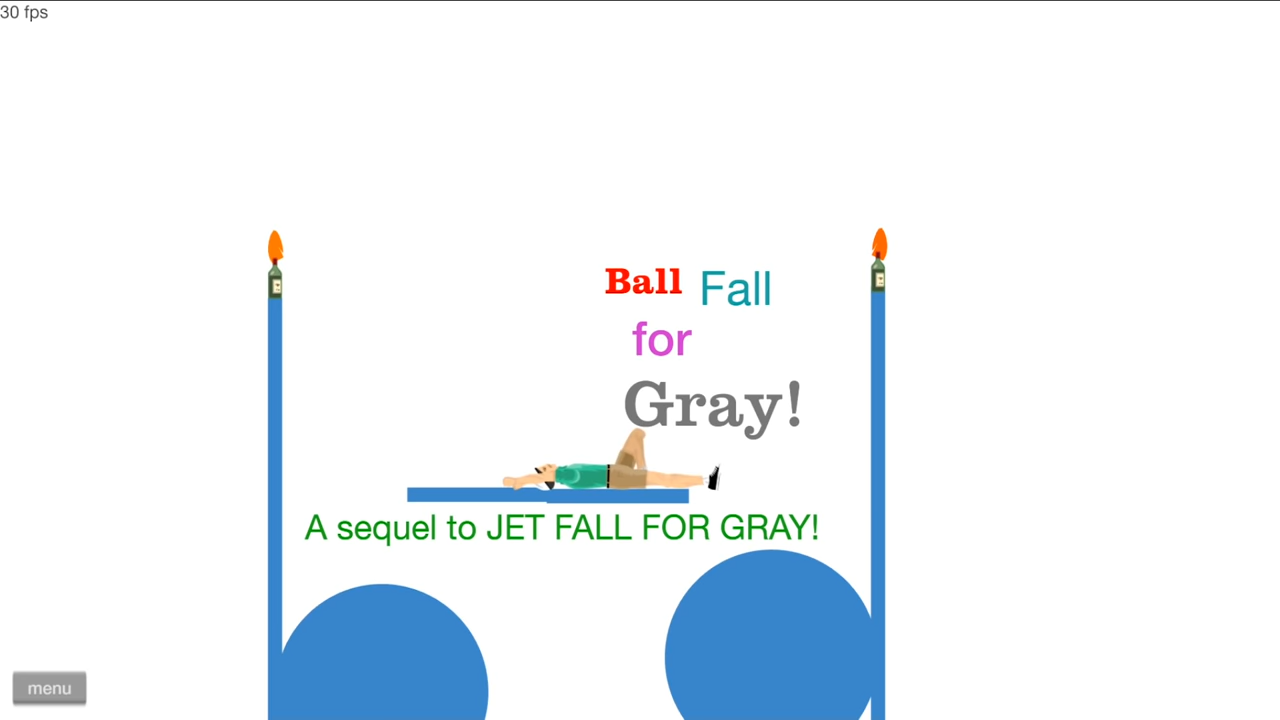 30 fps
Ball Fall
for
Gray!
A sequel to JET FALL FOR GRAY!
menu